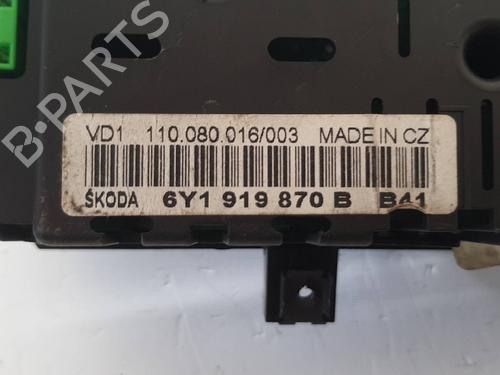 VD1 110.080.016/003 MADE IN CZ
ŠKODA 6Y1 919 870 B B41
B-PARTS